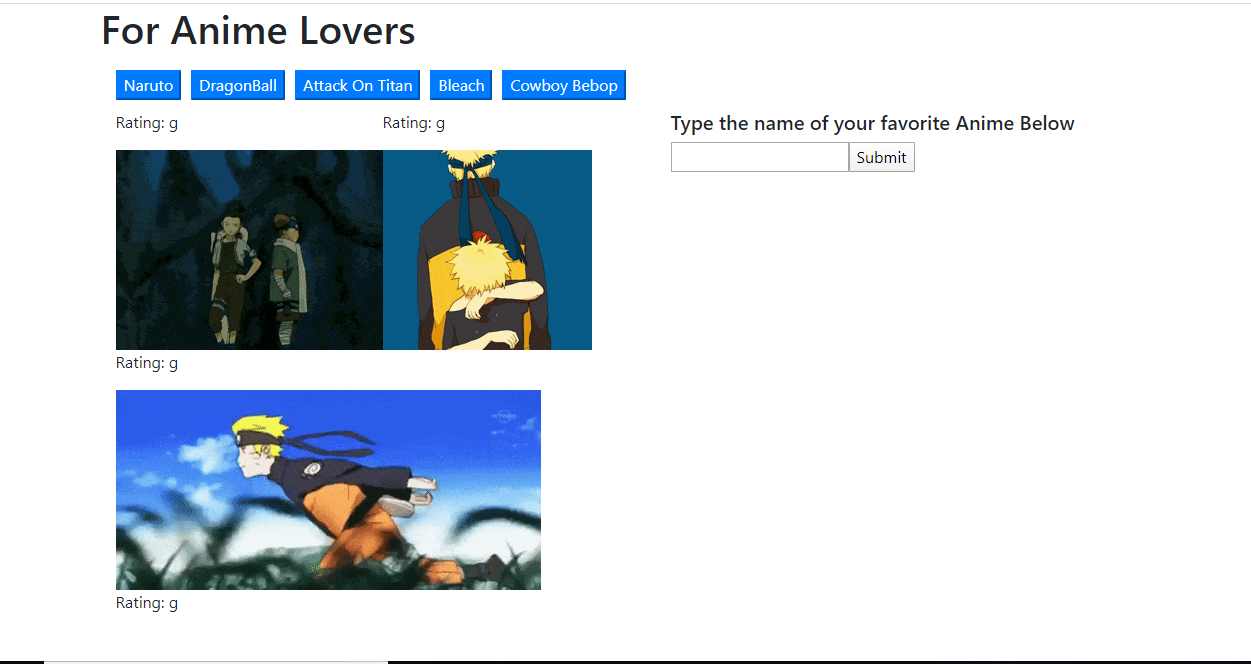 For Anime Lovers
Naruto DragonBall Attack On Titan Bleach Cowboy Bebop
Rating: g Rating: g
Type the name of your favorite Anime Below
Submit
Rating: g
Rating: g